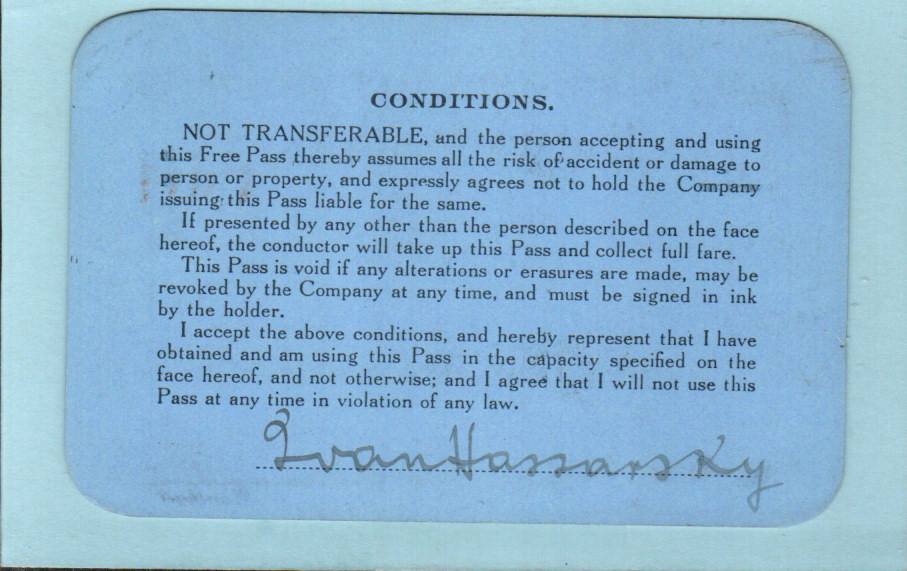 CONDITIONS.
NOT TRANSFERABLE, and the person accepting and using
this Free Pass thereby assumes all the risk of accident or damage to
person or property, and expressly agrees not to hold the Company
issuing this Pass liable for the same.
If presented by any other than the person described on the face
hereof, the conductor will take up this Pass and collect full fare.
This Pass is void if any alterations or erasures are made, may be
revoked by the Company at any time, and must be signed in ink
by the holder.
I accept the above conditions, and hereby represent that I have
obtained and am using this Pass in the capacity specified on the
face hereof, and not otherwise; and I agree that I will not use this
Pass at any time in violation of any law.
Ivan Hassarsky